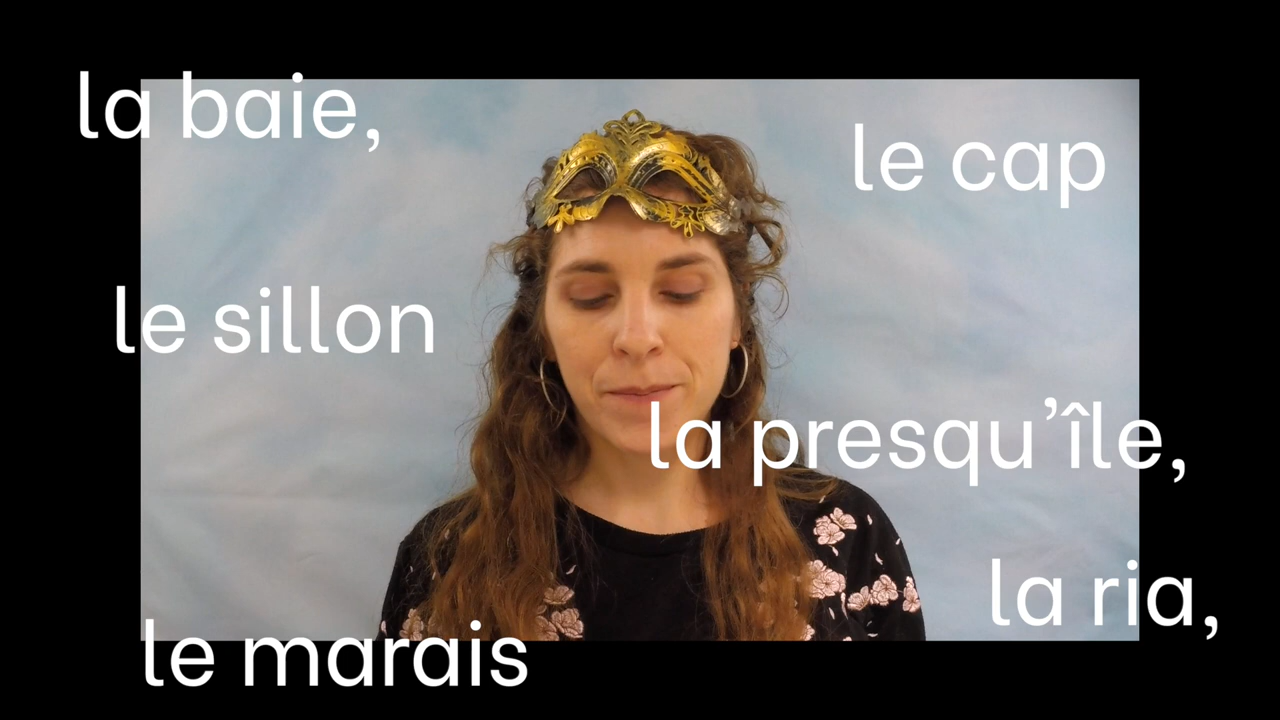 la baie,
le cap
le sillon
la presqu’île,
la ria,
le marais